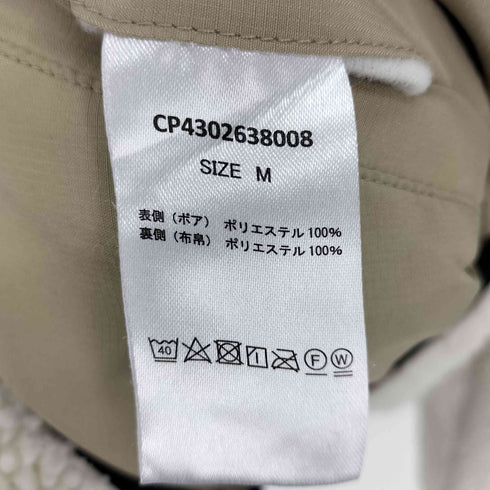 CP4302638008
SIZE M
表側（ボア） ポリエステル100%
裏側（布帛） ポリエステル100%
40 F W